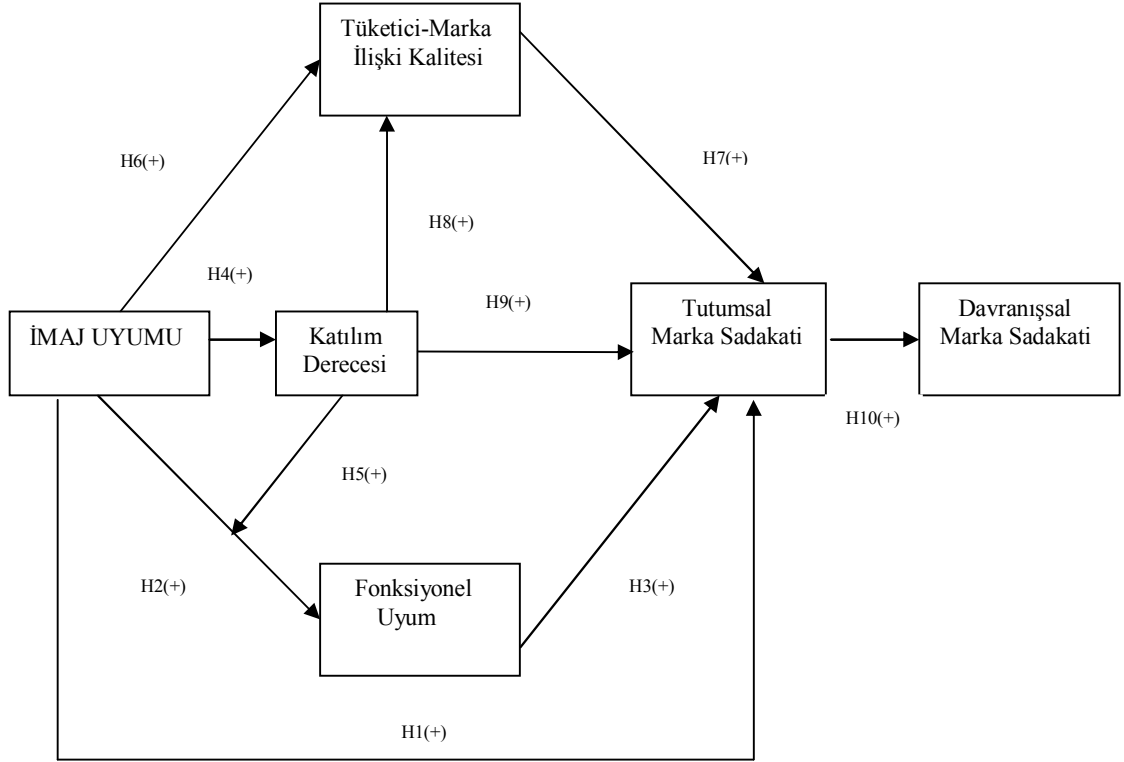 Tüketici-Marka
İlişki Kalitesi
H6(+)
H7(+)
H8(+)
H4(+)
H9(+)
İMAJ UYUMU
Katılım
Derecesi
Tutumsal
Marka Sadakati
Davranışsal
Marka Sadakati
H10(+)
H5(+)
H2(+)
Fonksiyonel
Uyum
H3(+)
H1(+)